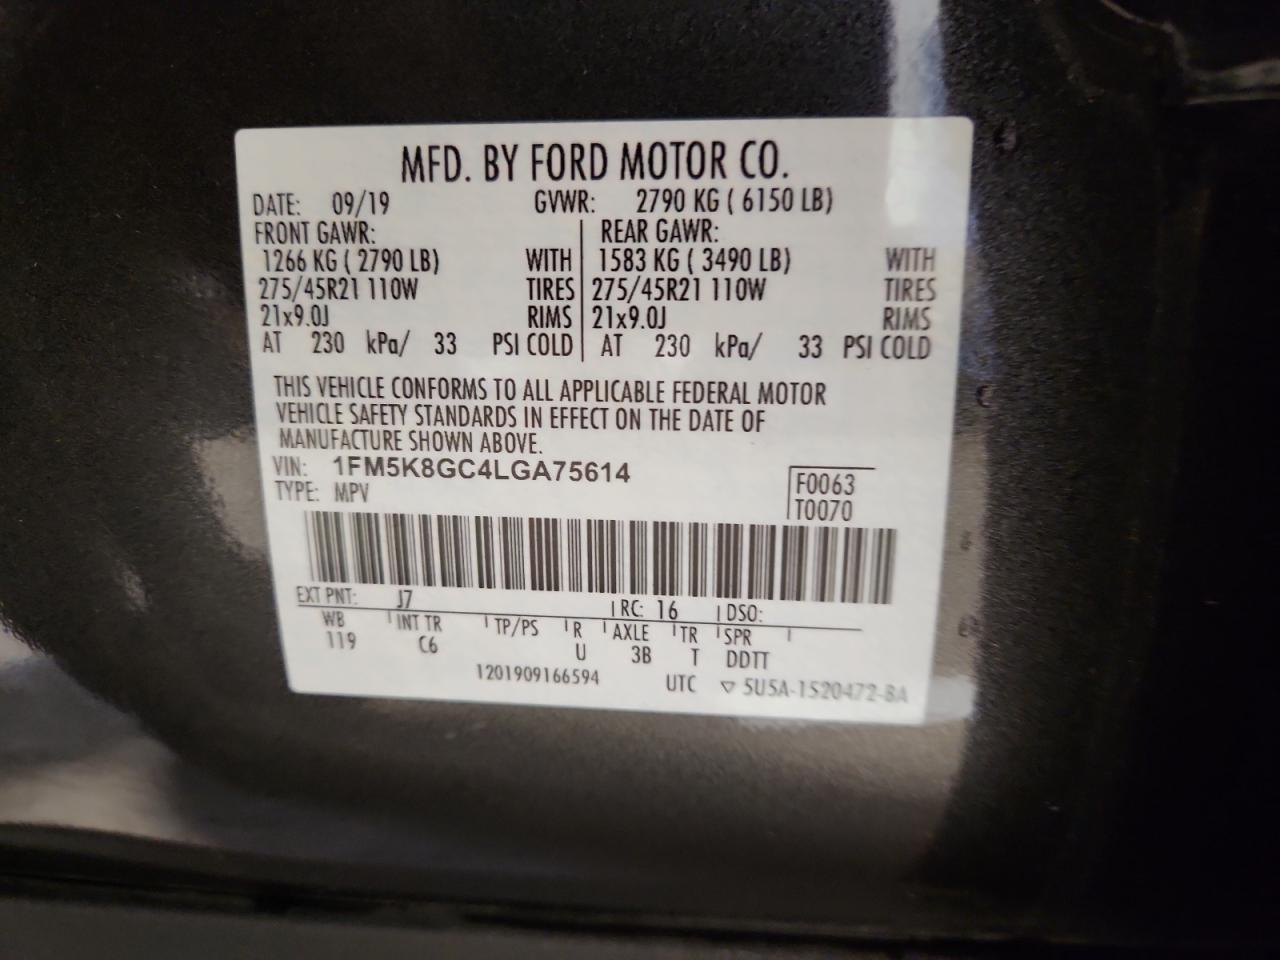 MFD. BY FORD MOTOR CO.
DATE: 09/19 GVWR: 2790 KG ( 6150 LB)
FRONT GAWR: REAR GAWR:
1266 KG ( 2790 LB) WITH 1583 KG ( 3490 LB) WITH
275/45R21 110W TIRES 275/45R21 110W TIRES
21x9.0J RIMS 21x9.0J RIMS
AT 230 kPa/ 33 PSI COLD AT 230 kPa/ 33 PSI COLD
THIS VEHICLE CONFORMS TO ALL APPLICABLE FEDERAL MOTOR
VEHICLE SAFETY STANDARDS IN EFFECT ON THE DATE OF
MANUFACTURE SHOWN ABOVE.
VIN: 1FM5K8GC4LGA75614
TYPE: MPV
F0063
T0070
EXT PNT: J7 RC: 16 DSO:
WB INT TR TP/PS R AXLE TR SPR
119 C6 U 3B T DDTT
1201909166594 UTC ▽ 5U5A-1520472-BA